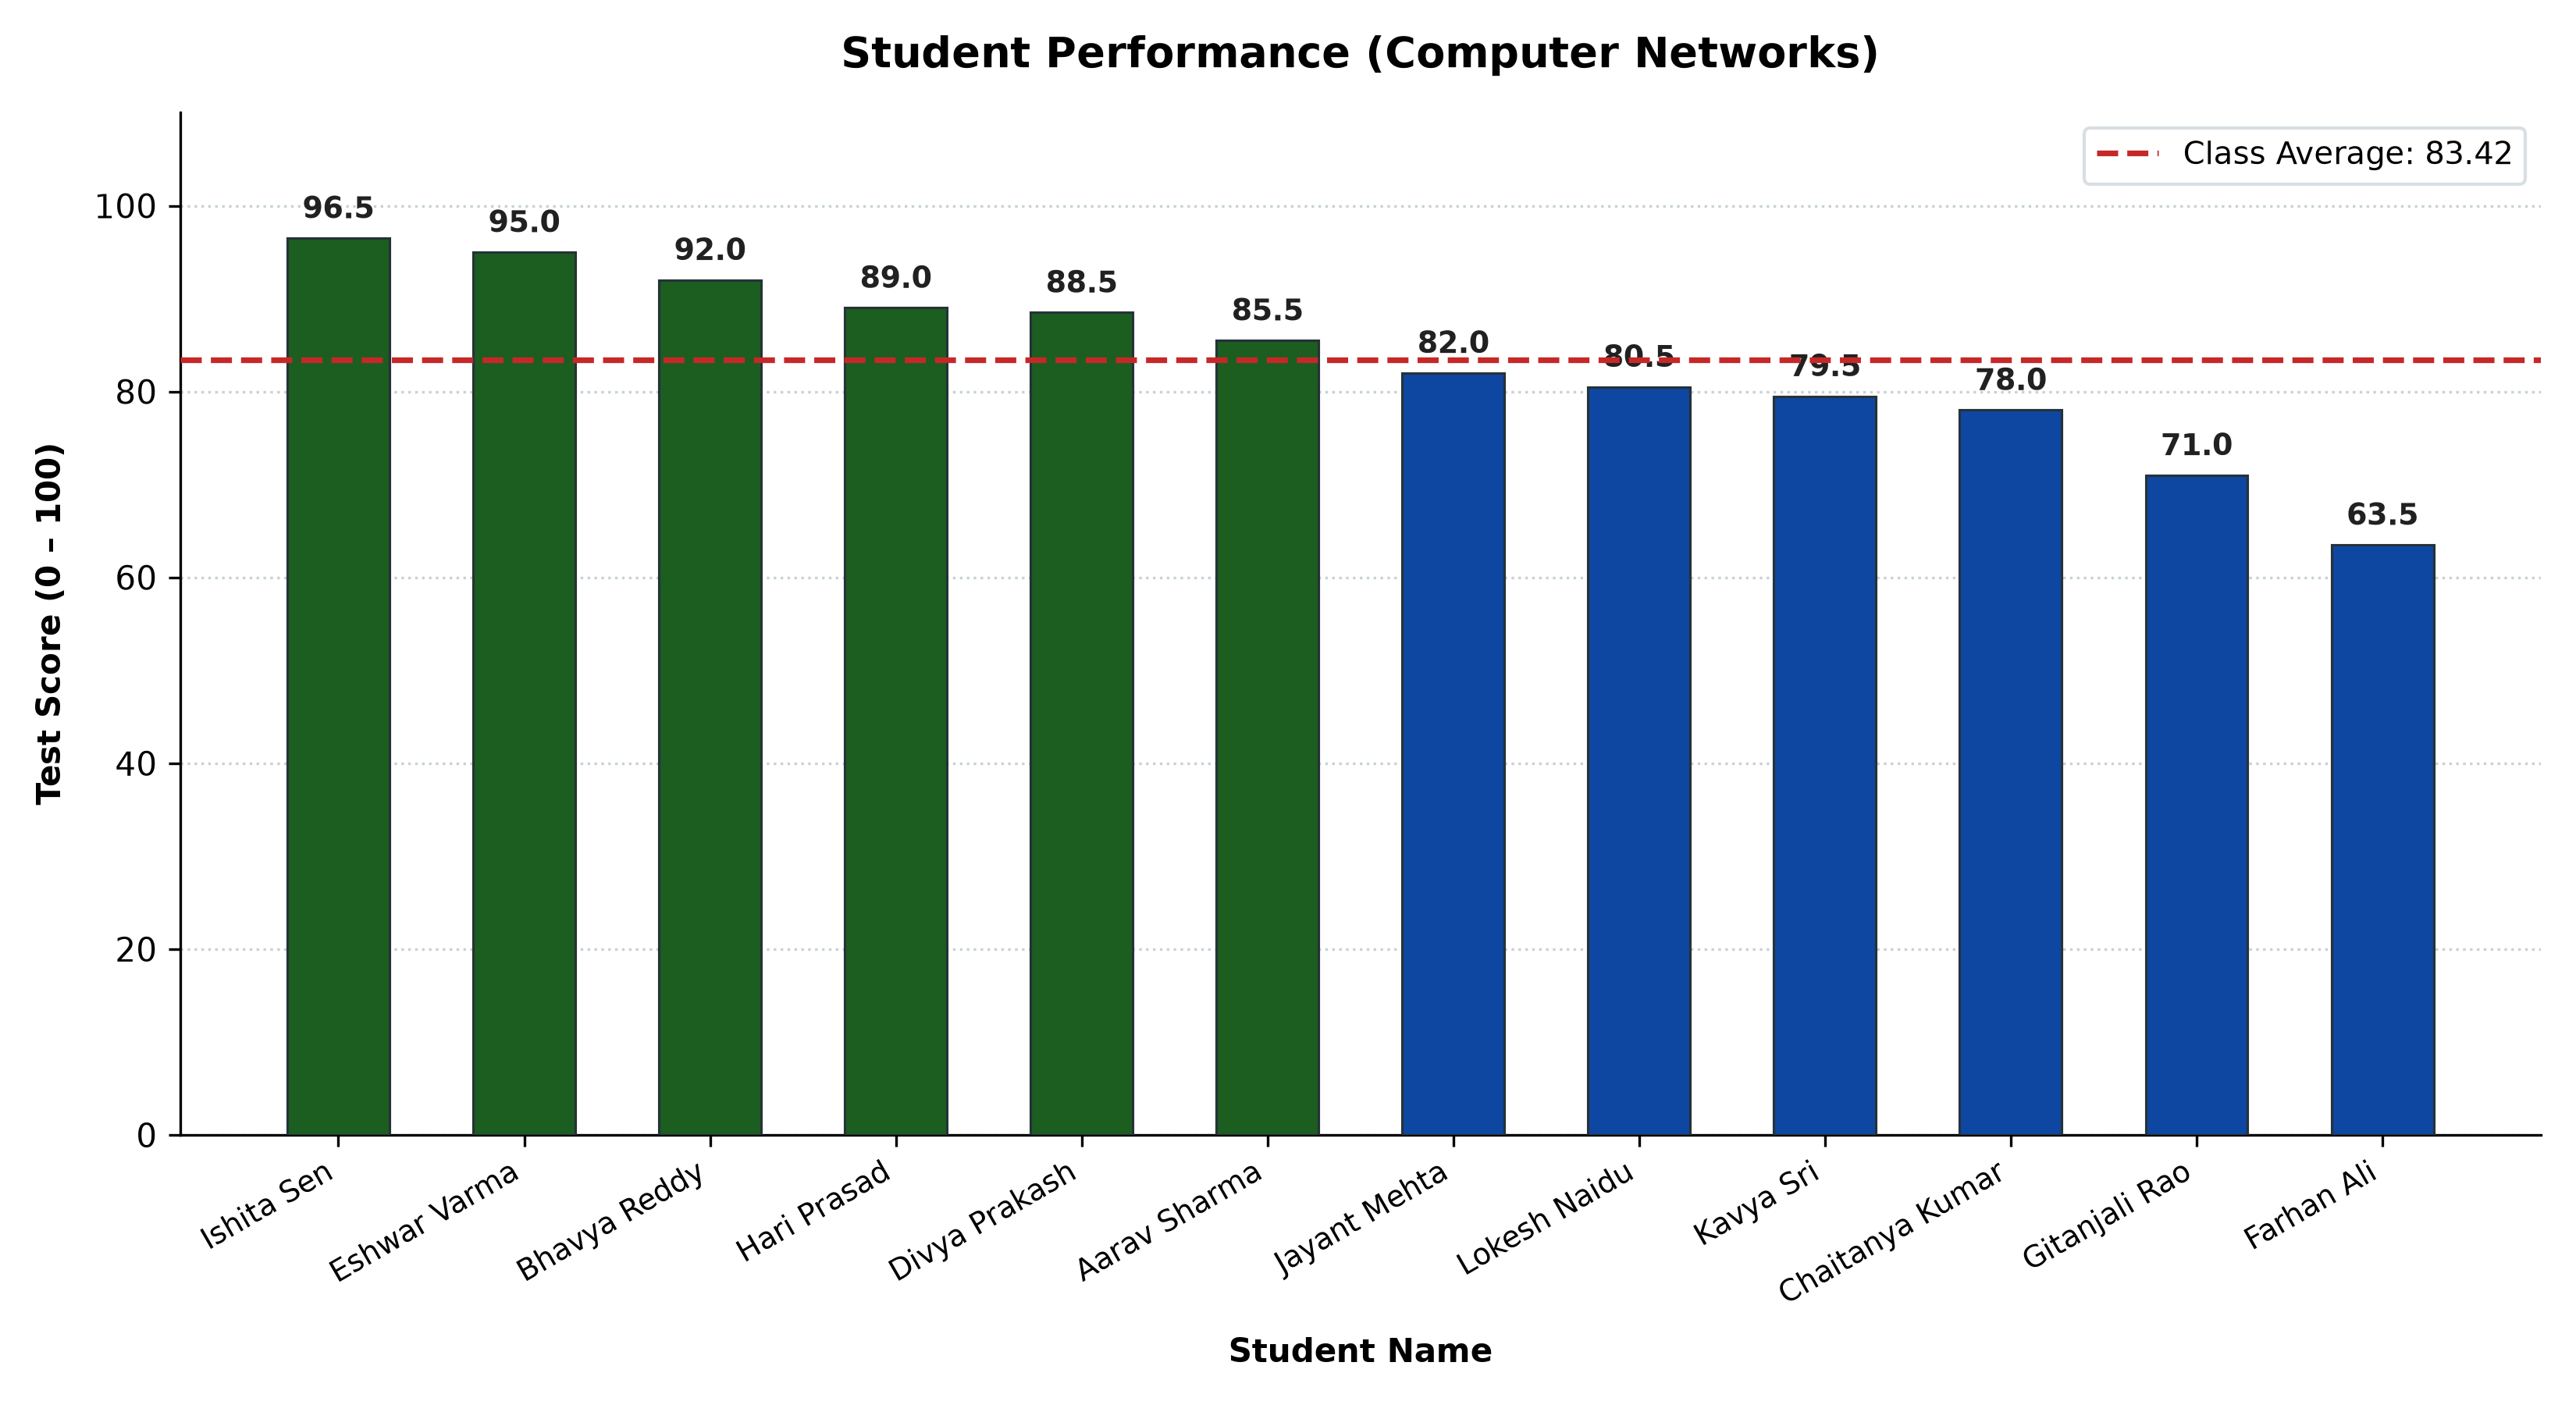 Student Performance (Computer Networks)
Class Average: 83.42
Test Score (0 – 100)
100
80
60
40
20
0
96.5
95.0
92.0
89.0
88.5
85.5
82.0
80.5
79.5
78.0
71.0
63.5
Ishita Sen
Eshwar Varma
Bhavya Reddy
Hari Prasad
Divya Prakash
Aarav Sharma
Jayant Mehta
Lokesh Naidu
Kavya Sri
Chaitanya Kumar
Gitanjali Rao
Farhan Ali
Student Name